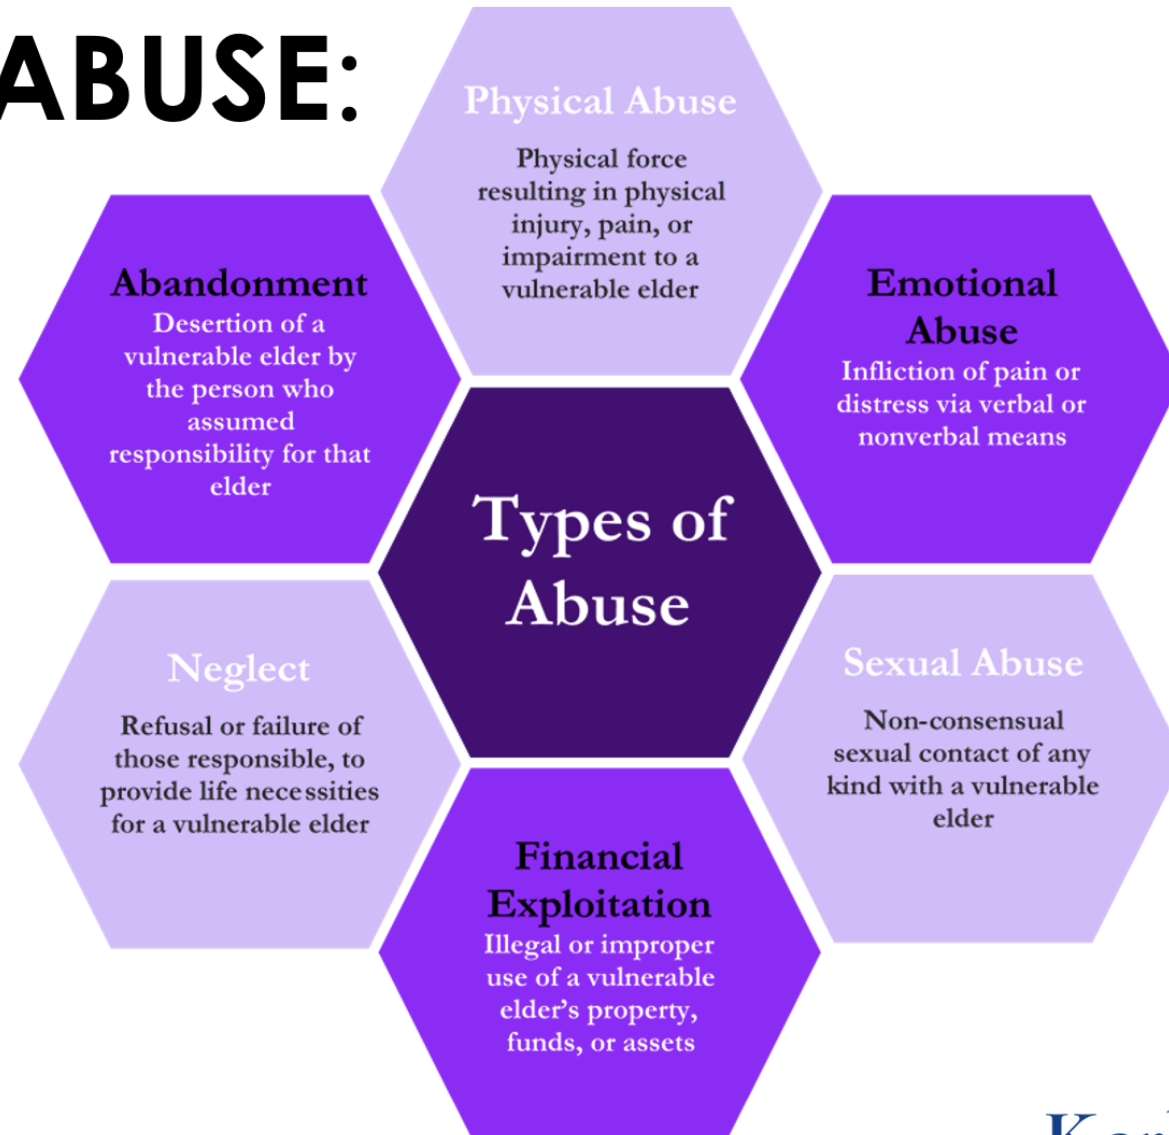 ABUSE:
Physical Abuse
Physical force
resulting in physical
injury, pain, or
impairment to a
vulnerable elder
Abandonment
Desertion of a
vulnerable elder by
the person who
assumed
responsibility for that
elder
Emotional
Abuse
Infliction of pain or
distress via verbal or
nonverbal means
Types of
Abuse
Neglect
Refusal or failure of
those responsible, to
provide life necessities
for a vulnerable elder
Sexual Abuse
Non-consensual
sexual contact of any
kind with a vulnerable
elder
Financial
Exploitation
Illegal or improper
use of a vulnerable
elder's property,
funds, or assets